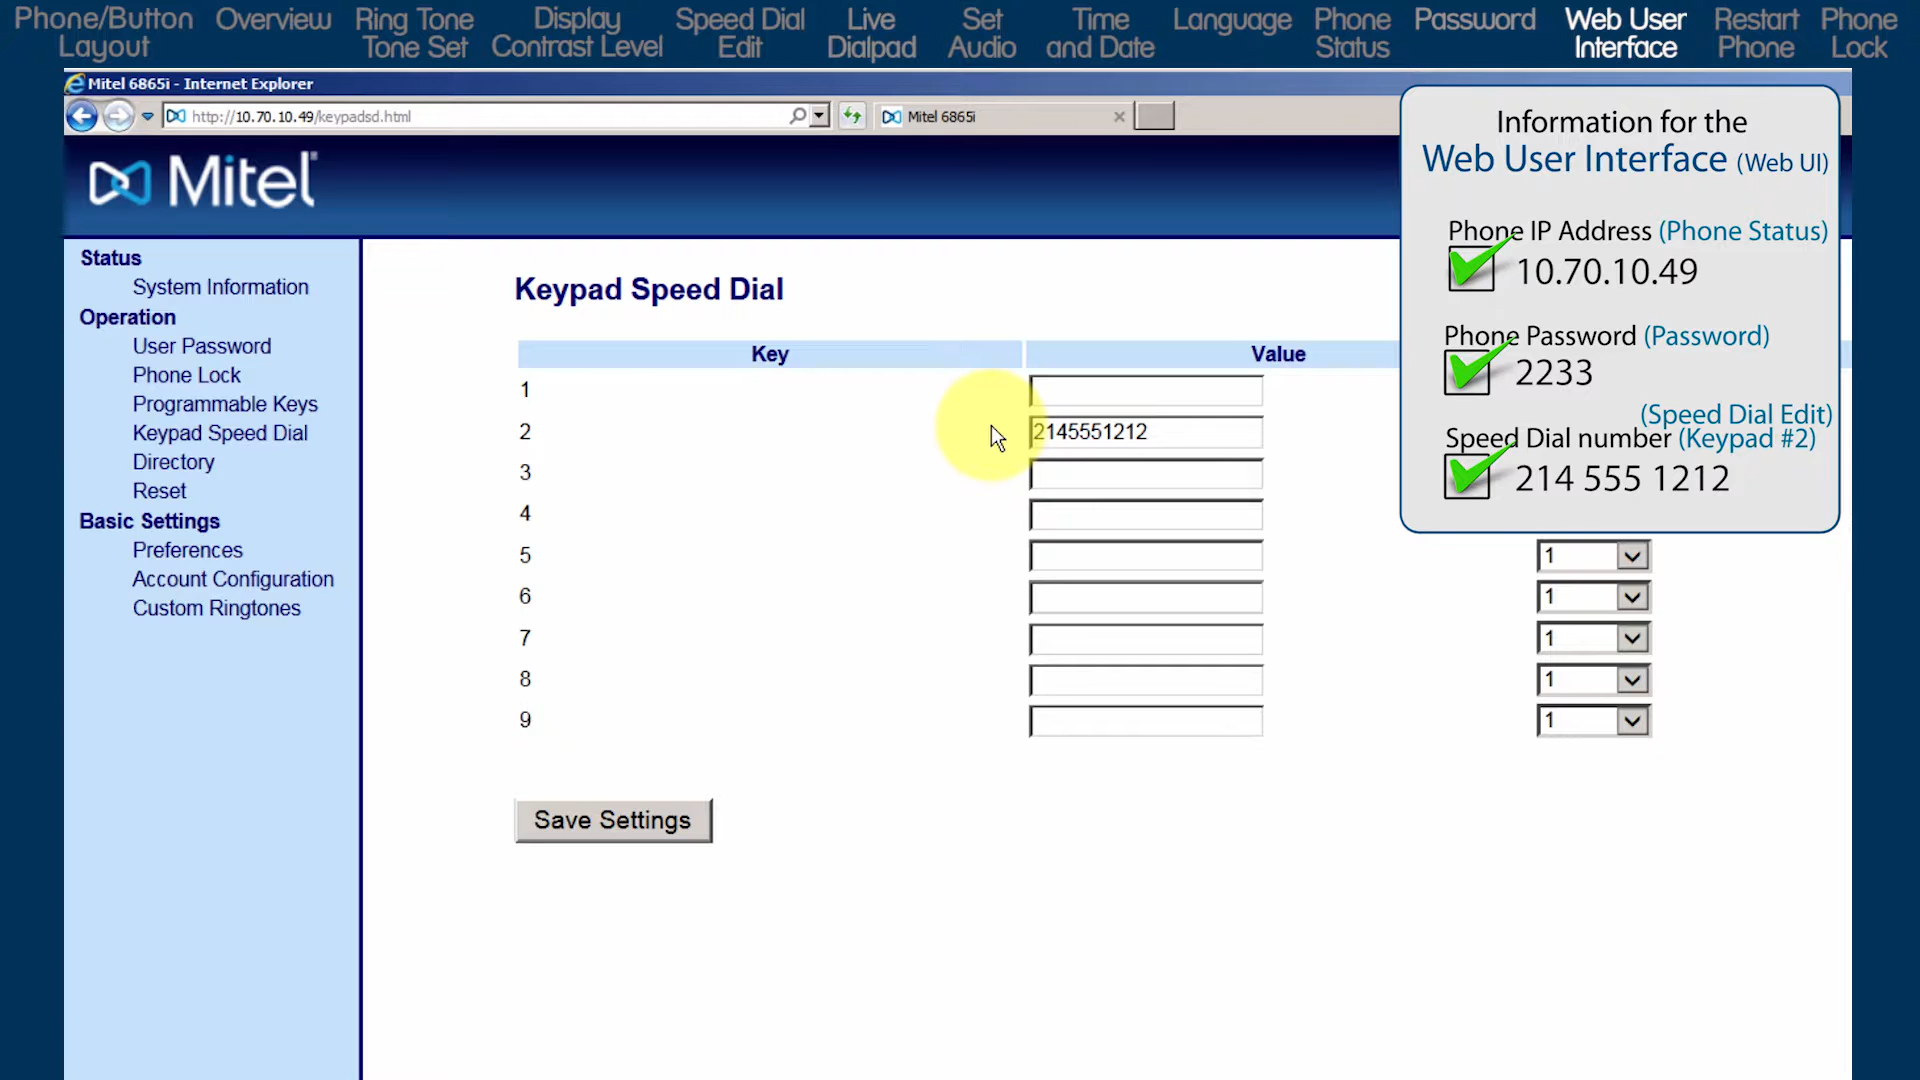 Phone/Button
Layout
Overview
Ring Tone
Tone Set
Display
Contrast Level
Speed Dial
Edit
Live
Dialpad
Set
Audio
Time
and Date
Language
Phone
Status
Password
Web User
Interface
Restart
Phone
Phone
Lock
Mitel 6865i - Internet Explorer
http://10.70.10.49/keypadsd.html
Mitel 6865i
Mitel
Status
System Information
Operation
User Password
Phone Lock
Programmable Keys
Keypad Speed Dial
Directory
Reset
Basic Settings
Preferences
Account Configuration
Custom Ringtones
Keypad Speed Dial
Key Value
1
2 2145551212
3
4
5 1
6 1
7 1
8 1
9 1
Save Settings
Information for the
Web User Interface (Web UI)
Phone IP Address (Phone Status)
10.70.10.49
Phone Password (Password)
2233
(Speed Dial Edit)
Speed Dial number (Keypad #2)
214 555 1212